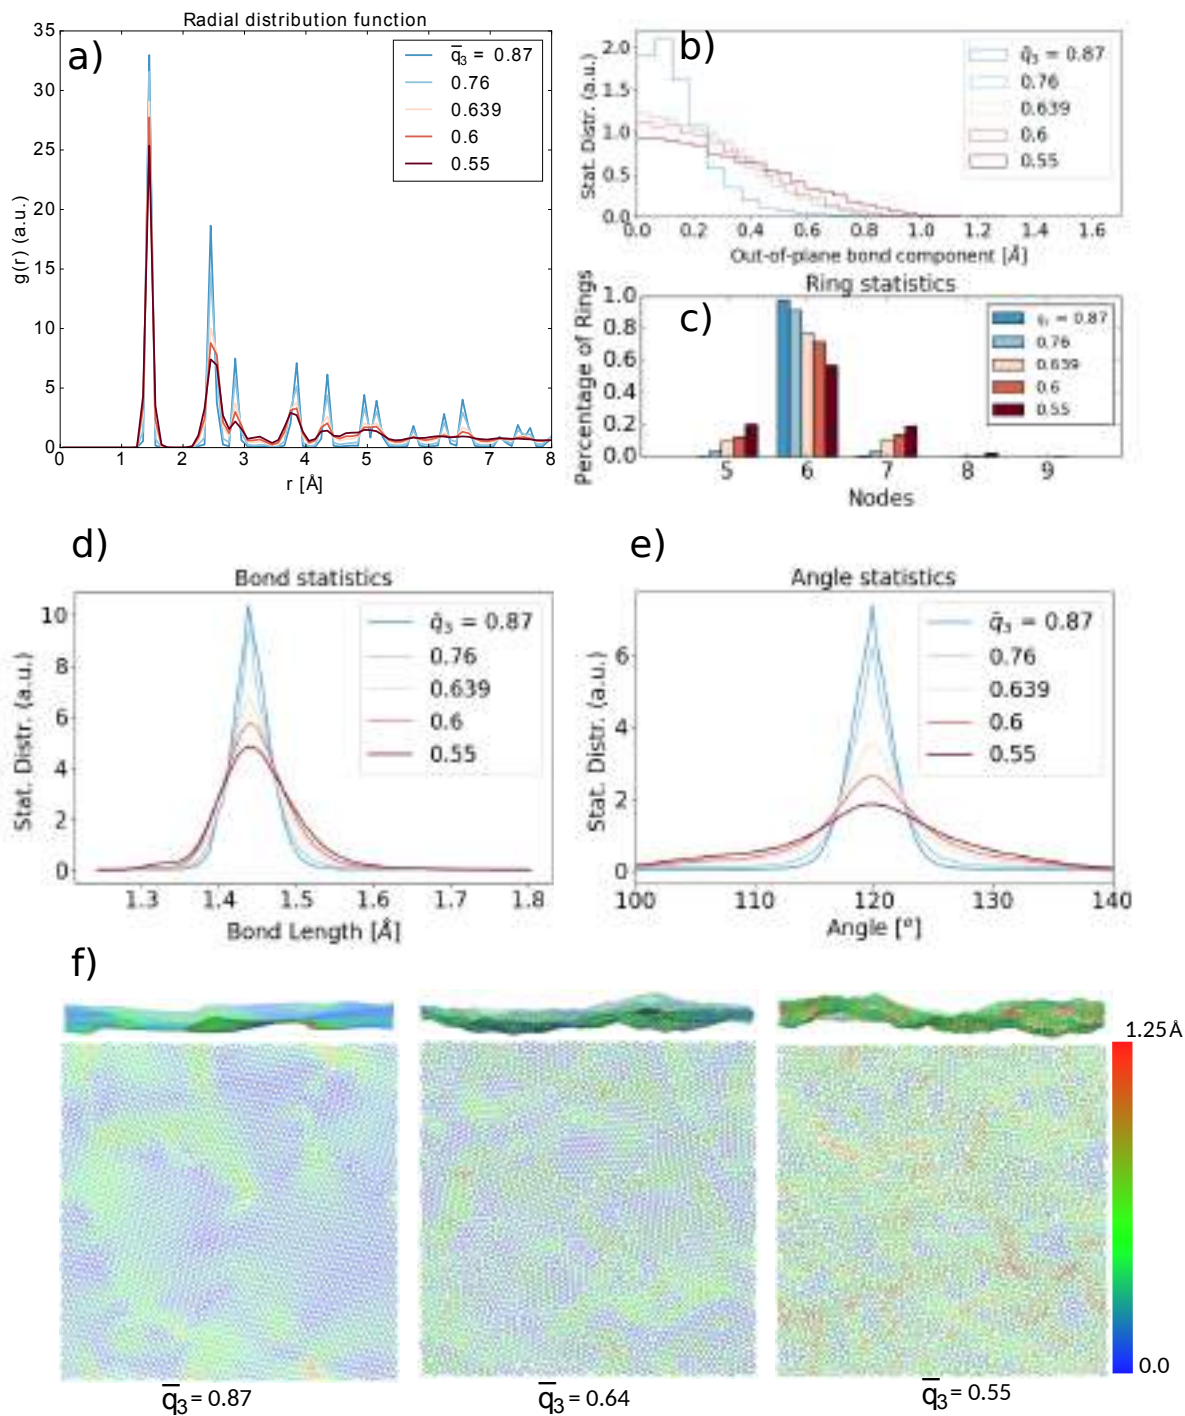 Radial distribution function
a)
g(r) (a.u.)
35
30
25
20
15
10
5
0
q̅3 = 0.87
0.76
0.639
0.6
0.55
0 1 2 3 4 5 6 7 8
r [Å]
b)
Stat. Distr. (a.u.)
2.0
1.5
1.0
0.5
0.0
q̄3 = 0.87
0.76
0.639
0.6
0.55
0.0 0.2 0.4 0.6 0.8 1.0 1.2 1.4 1.6
Out-of-plane bond component [Å]
Ring statistics
c)
Percentage of Rings
1.0
0.8
0.6
0.4
0.2
0.0
= 0.87
0.76
0.639
0.6
0.55
5 6 7 8 9
Nodes
d)
Bond statistics
Stat. Distr. (a.u.)
10
8
6
4
2
0
q̄3 = 0.87
0.76
0.639
0.6
0.55
1.3 1.4 1.5 1.6 1.7 1.8
Bond Length [Å]
e)
Angle statistics
Stat. Distr. (a.u.)
6
4
2
0
q̄3 = 0.87
0.76
0.639
0.6
0.55
100 110 120 130 140
Angle [°]
f)
1.25 Å
0.0
q̅3 = 0.87
q̅3 = 0.64
q̅3 = 0.55